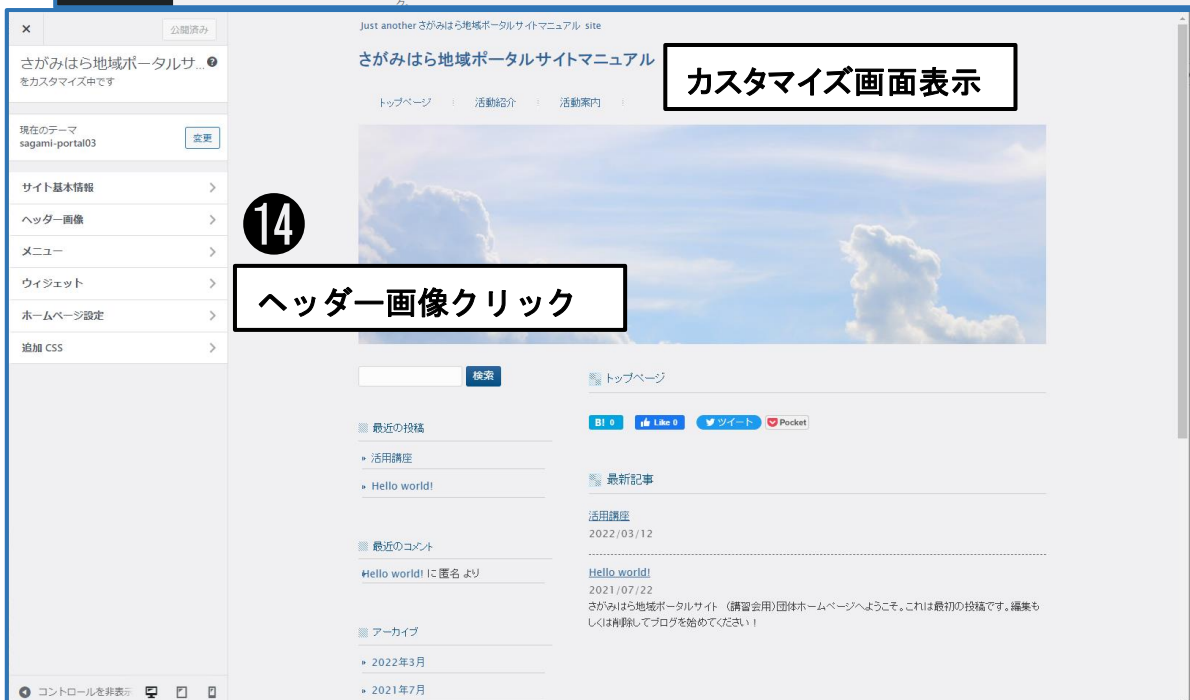 公開済み
さがみはら地域ポータルサ...
をカスタマイズ中です
現在のテーマ
sagami-portal03
変更
サイト基本情報
ヘッダー画像
メニュー
ウィジェット
ホームページ設定
追加 CSS
コントロールを非表示
⓮
ヘッダー画像クリック
カスタマイズ画面表示
Just another さがみはら地域ポータルサイトマニュアル site
さがみはら地域ポータルサイトマニュアル
トップページ
活動紹介
活動案内
検索
最近の投稿
» 活用講座
» Hello world!
最近のコメント
Hello world! に 匿名 より
アーカイブ
» 2022年3月
» 2021年7月
トップページ
B! 0
Like 0
ツイート
Pocket
最新記事
活用講座
2022/03/12
Hello world!
2021/07/22
さがみはら地域ポータルサイト (講習会用)団体ホームページへようこそ。これは最初の投稿です。編集も
しくは削除してブログを始めてください !